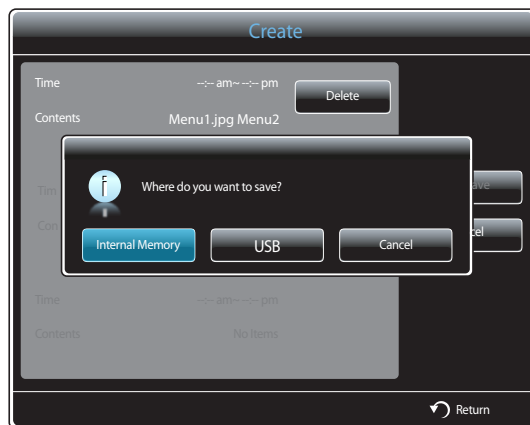 Create
Time --:-- am~ --:-- pm
Delete
Contents Menu1.jpg Menu2
Where do you want to save?
Internal Memory USB Cancel
Time --:-- am~ --:-- pm
Contents No Items
Return